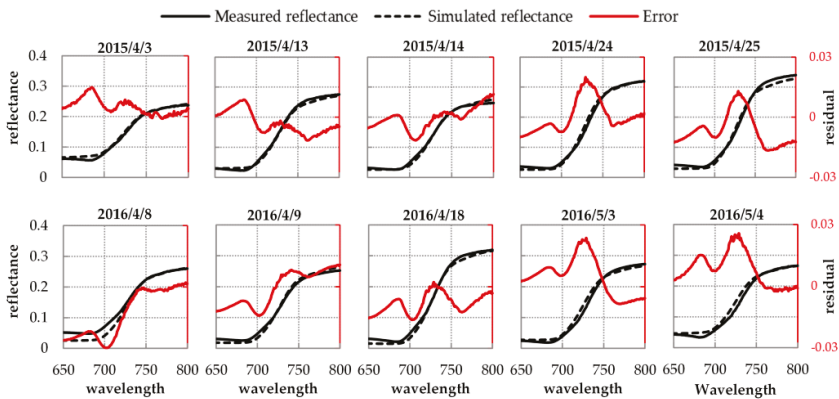 Measured reflectance Simulated reflectance Error
2015/4/3 2015/4/13 2015/4/14 2015/4/24 2015/4/25
0.4 0.03
0.3
reflectance 0.2 0 residual
0.1
0 -0.03
2016/4/8 2016/4/9 2016/4/18 2016/5/3 2016/5/4
0.4 0.03
0.3
reflectance 0.2 0 residual
0.1
0 -0.03
650 700 750 800 650 700 750 800 650 700 750 800 650 700 750 800 650 700 750 800
wavelength wavelength wavelength wavelength Wavelength